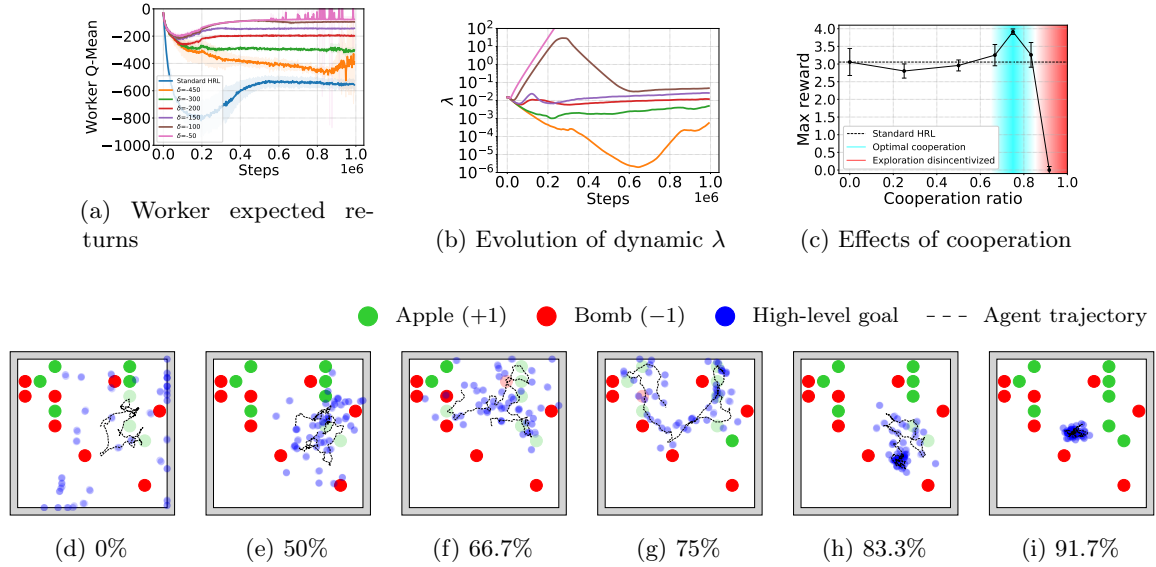 Worker Q-Mean
0
−200
−400
−600
−800
−1000
Standard HRL
δ=-450
δ=-300
δ=-200
δ=-150
δ=-100
δ=-50
0.0 0.2 0.4 0.6 0.8 1.0
1e6
Steps
(a) Worker expected re-
turns
λ
10^2
10^1
10^0
10^−1
10^−2
10^−3
10^−4
10^−5
10^−6
0.0 0.2 0.4 0.6 0.8 1.0
1e6
Steps
(b) Evolution of dynamic λ
Max reward
4.0
3.5
3.0
2.5
2.0
1.5
1.0
0.5
0.0
Standard HRL
Optimal cooperation
Exploration disincentivized
0.0 0.2 0.4 0.6 0.8 1.0
Cooperation ratio
(c) Effects of cooperation
Apple (+1) Bomb (−1) High-level goal Agent trajectory
(d) 0% (e) 50% (f) 66.7% (g) 75% (h) 83.3% (i) 91.7%